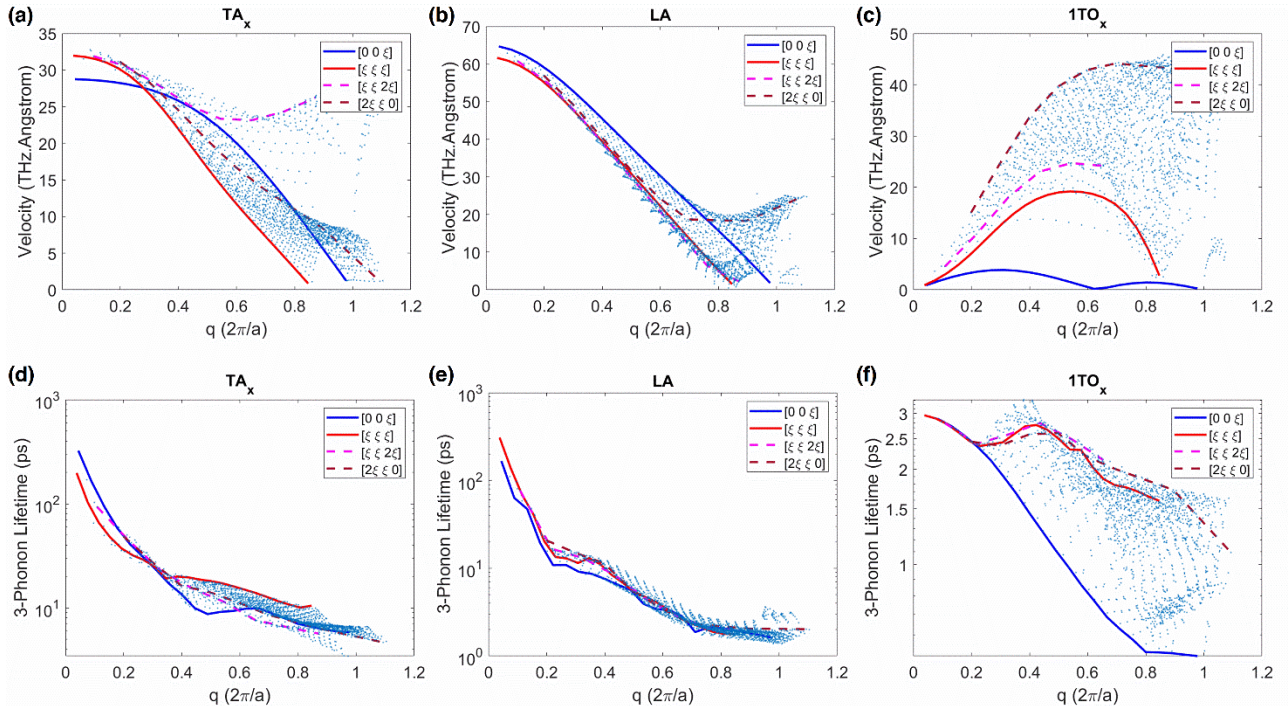 (a)
TAx
Velocity (THz.Angstrom)
35
30
25
20
15
10
5
0
0 0.2 0.4 0.6 0.8 1 1.2
q (2π/a)
[0 0 ξ]
[ξ ξ ξ]
[ξ ξ 2ξ]
[2ξ ξ 0]
(b)
LA
Velocity (THz.Angstrom)
70
60
50
40
30
20
10
0
0 0.2 0.4 0.6 0.8 1 1.2
q (2π/a)
[0 0 ξ]
[ξ ξ ξ]
[ξ ξ 2ξ]
[2ξ ξ 0]
(c)
1TOx
Velocity (THz.Angstrom)
50
40
30
20
10
0
0 0.2 0.4 0.6 0.8 1 1.2
q (2π/a)
[0 0 ξ]
[ξ ξ ξ]
[ξ ξ 2ξ]
[2ξ ξ 0]
(d)
TAx
3-Phonon Lifetime (ps)
10³
10²
10¹
0 0.2 0.4 0.6 0.8 1 1.2
q (2π/a)
[0 0 ξ]
[ξ ξ ξ]
[ξ ξ 2ξ]
[2ξ ξ 0]
(e)
LA
3-Phonon Lifetime (ps)
10³
10²
10¹
10⁰
0 0.2 0.4 0.6 0.8 1 1.2
q (2π/a)
[0 0 ξ]
[ξ ξ ξ]
[ξ ξ 2ξ]
[2ξ ξ 0]
(f)
1TOx
3-Phonon Lifetime (ps)
3
2.5
2
1.5
1
0 0.2 0.4 0.6 0.8 1 1.2
q (2π/a)
[0 0 ξ]
[ξ ξ ξ]
[ξ ξ 2ξ]
[2ξ ξ 0]